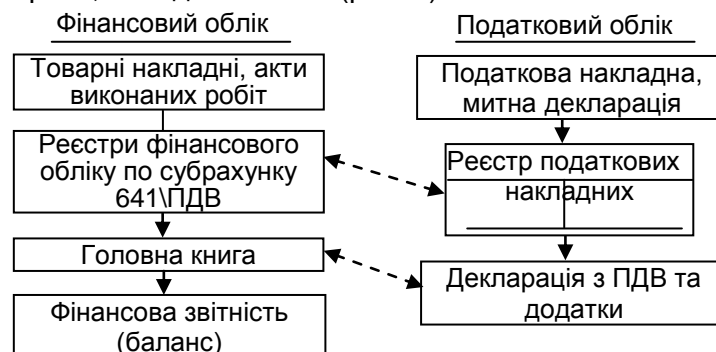 Фінансовий облік
Податковий облік
Товарні накладні, акти
виконаних робіт
Реєстри фінансового
обліку по субрахунку
641\ПДВ
Головна книга
Фінансова звітність
(баланс)
Податкова накладна,
митна декларація
Реєстр податкових
накладних
Декларація з ПДВ та
додатки